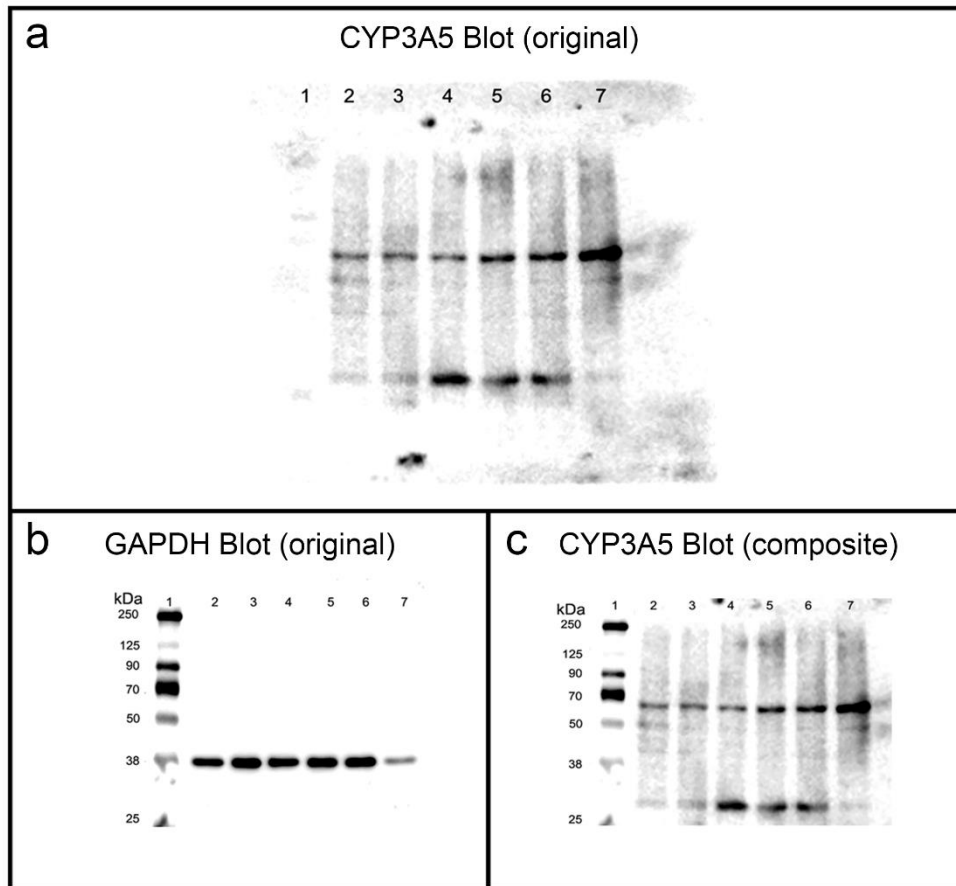 a
CYP3A5 Blot (original)
1 2 3 4 5 6 7
b
GAPDH Blot (original)
kDa
1 2 3 4 5 6 7
250
125
90
70
50
38
25
c
CYP3A5 Blot (composite)
kDa
1 2 3 4 5 6 7
250
125
90
70
50
38
25